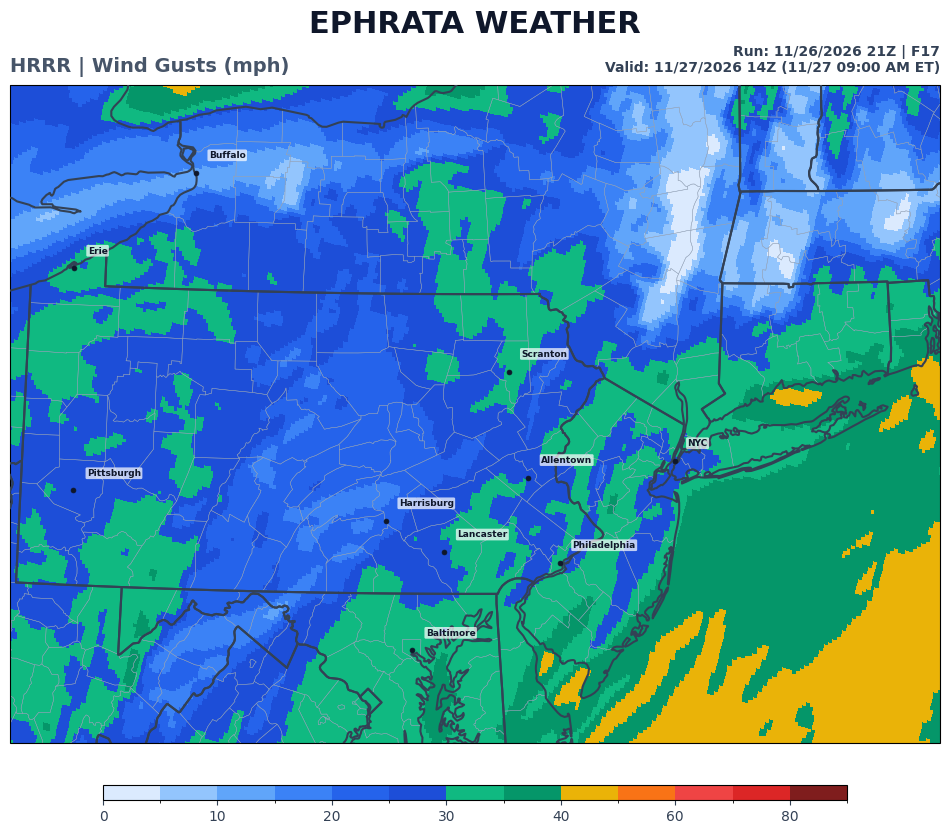 EPHRATA WEATHER
HRRR | Wind Gusts (mph)
Run: 11/26/2026 21Z | F17
Valid: 11/27/2026 14Z (11/27 09:00 AM ET)
Buffalo
Erie
Scranton
NYC
Allentown
Pittsburgh
Harrisburg
Lancaster
Philadelphia
Baltimore
0 10 20 30 40 50 60 70 80